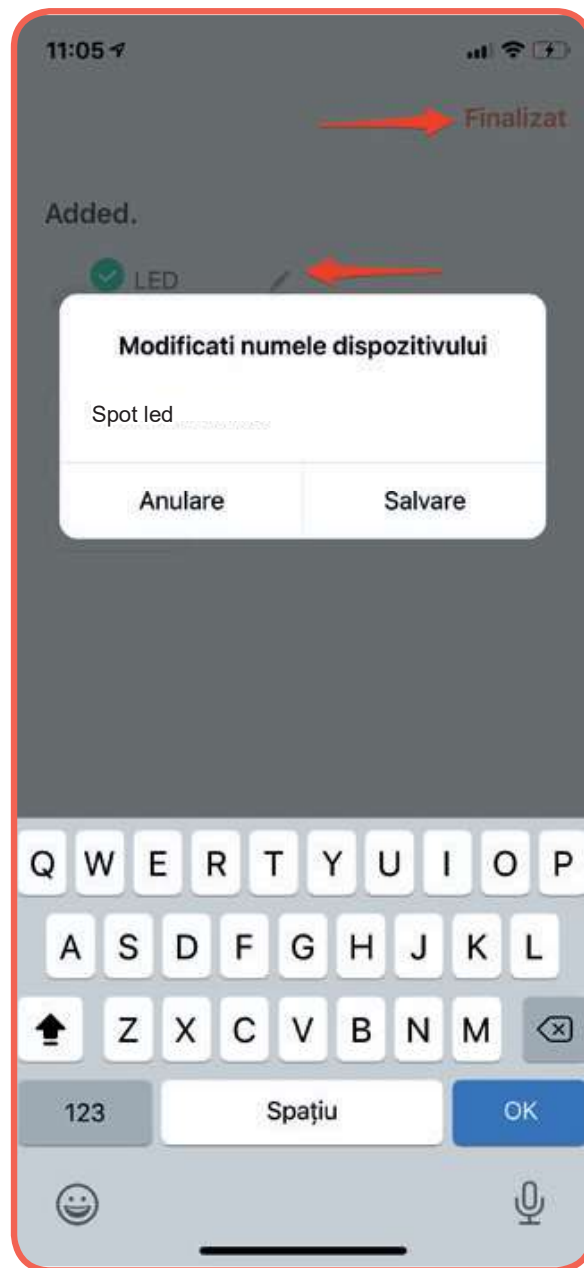 11:05
Finalizat
Added.
LED
Modificati numele dispozitivului
Spot led
Anulare
Salvare
Q W E R T Y U I O P
A S D F G H J K L
Z X C V B N M
123
Spațiu
OK